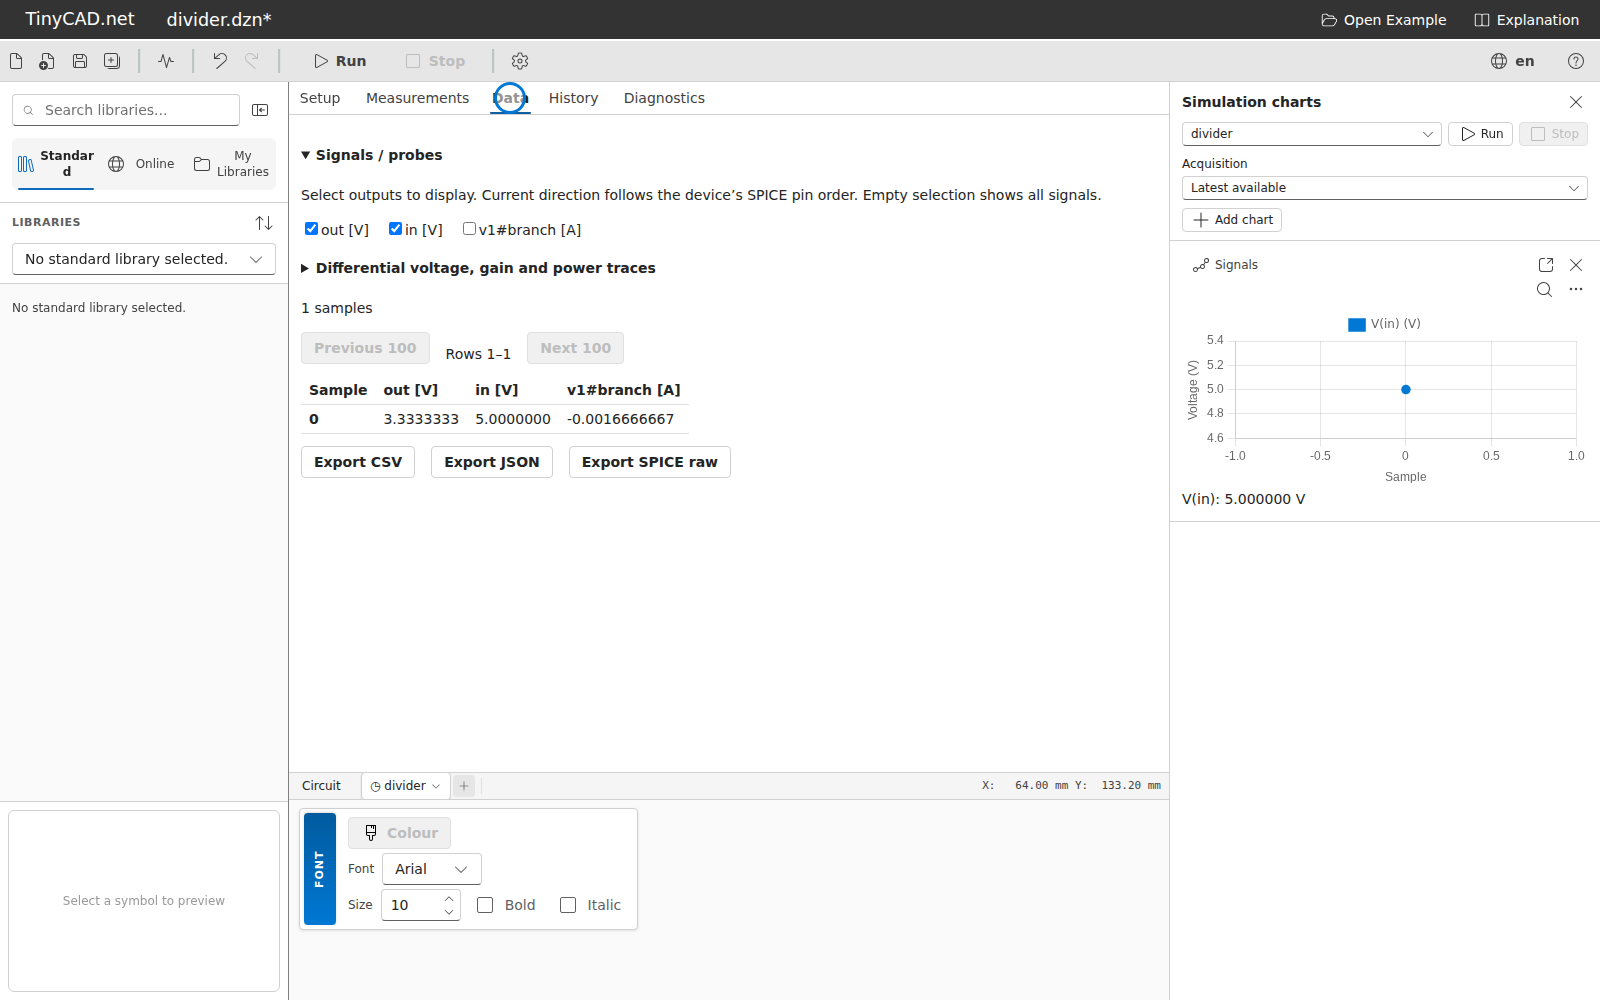 TinyCAD.net divider.dzn* Open Example Explanation
Run Stop en
Search libraries...
Standard Online My Libraries
LIBRARIES
No standard library selected.
No standard library selected.
Select a symbol to preview
Setup Measurements Data History Diagnostics
Signals / probes
Select outputs to display. Current direction follows the device’s SPICE pin order. Empty selection shows all signals.
out [V] in [V] v1#branch [A]
Differential voltage, gain and power traces
1 samples
Previous 100 Rows 1–1 Next 100
Sample out [V] in [V] v1#branch [A]
0 3.3333333 5.0000000 -0.0016666667
Export CSV Export JSON Export SPICE raw
Circuit divider + X: 64.00 mm Y: 133.20 mm
FONT
Colour
Font Arial
Size 10 Bold Italic
Simulation charts
divider Run Stop
Acquisition
Latest available
Add chart
Signals
V(in) (V)
Voltage (V)
5.4
5.2
5.0
4.8
4.6
-1.0 -0.5 0 0.5 1.0
Sample
V(in): 5.000000 V